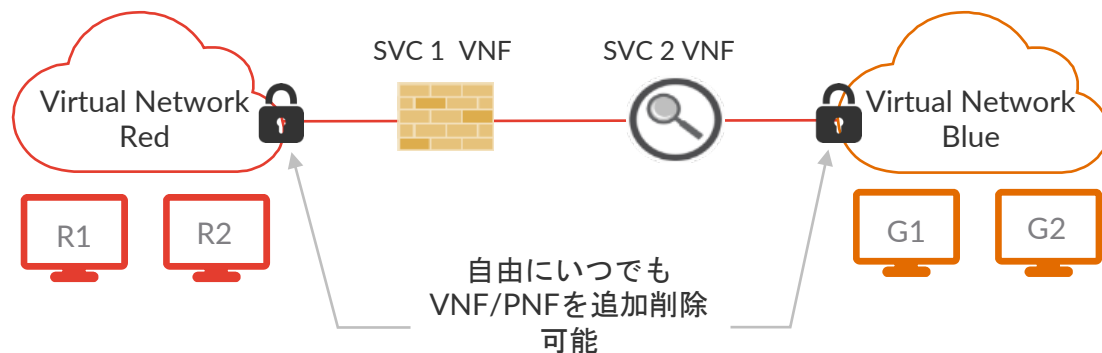 SVC 1 VNF
SVC 2 VNF
Virtual Network
Red
Virtual Network
Blue
R1
R2
G1
G2
自由にいつでも
VNF/PNFを追加削除
可能